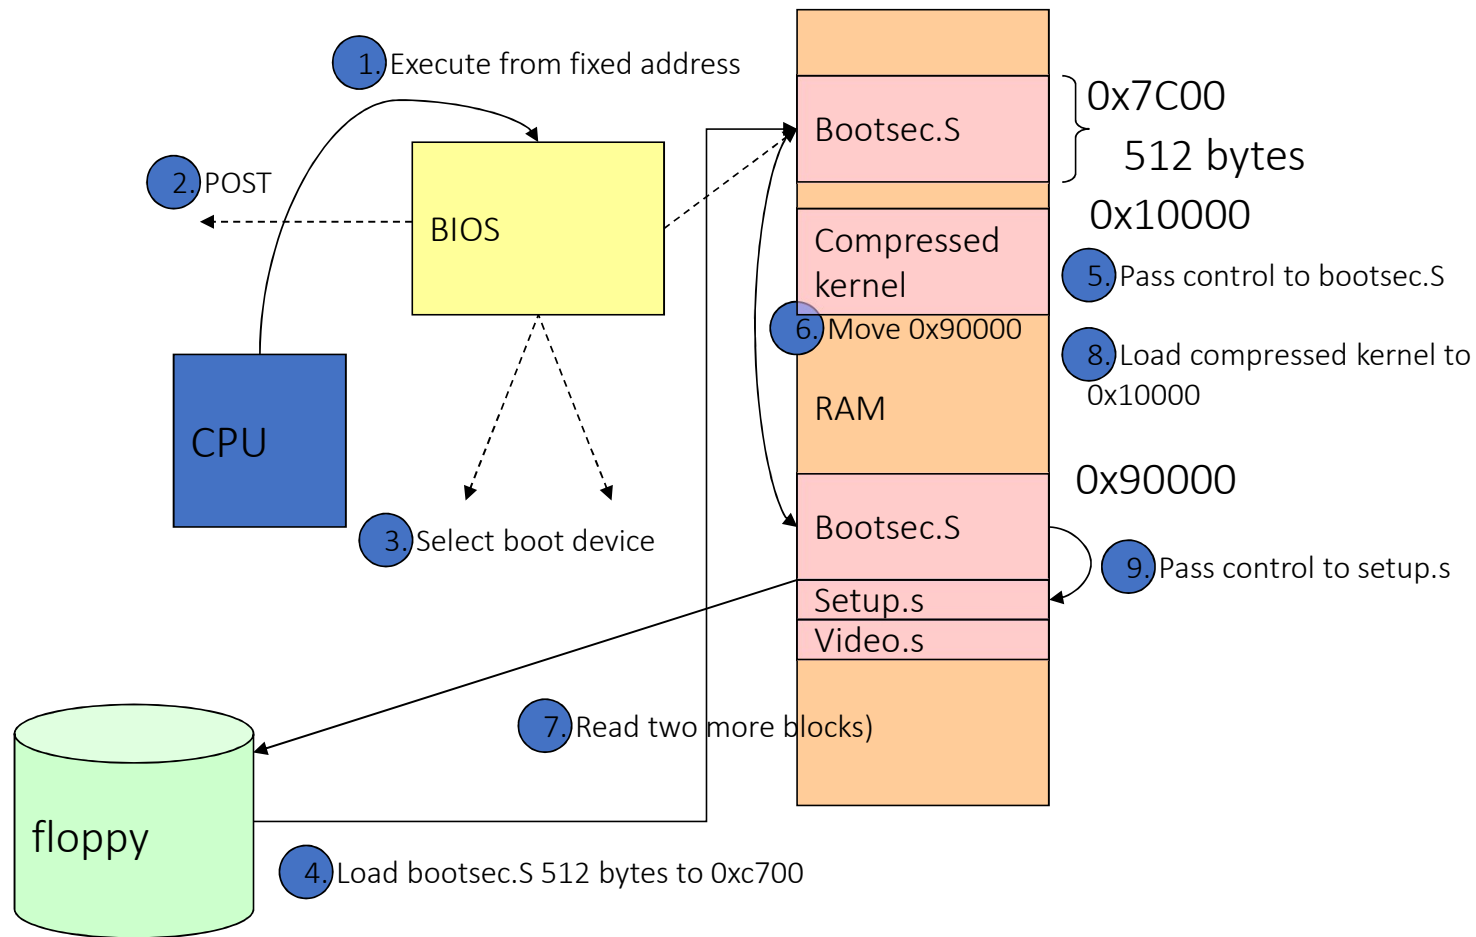 1. Execute from fixed address
Bootsec.S
0x7C00
512 bytes
2. POST
BIOS
0x10000
Compressed
kernel
5. Pass control to bootsec.S
6. Move 0x90000
8. Load compressed kernel to
0x10000
RAM
CPU
0x90000
3. Select boot device
Bootsec.S
9. Pass control to setup.s
Setup.s
Video.s
7. Read two more blocks)
floppy
4. Load bootsec.S 512 bytes to 0xc700